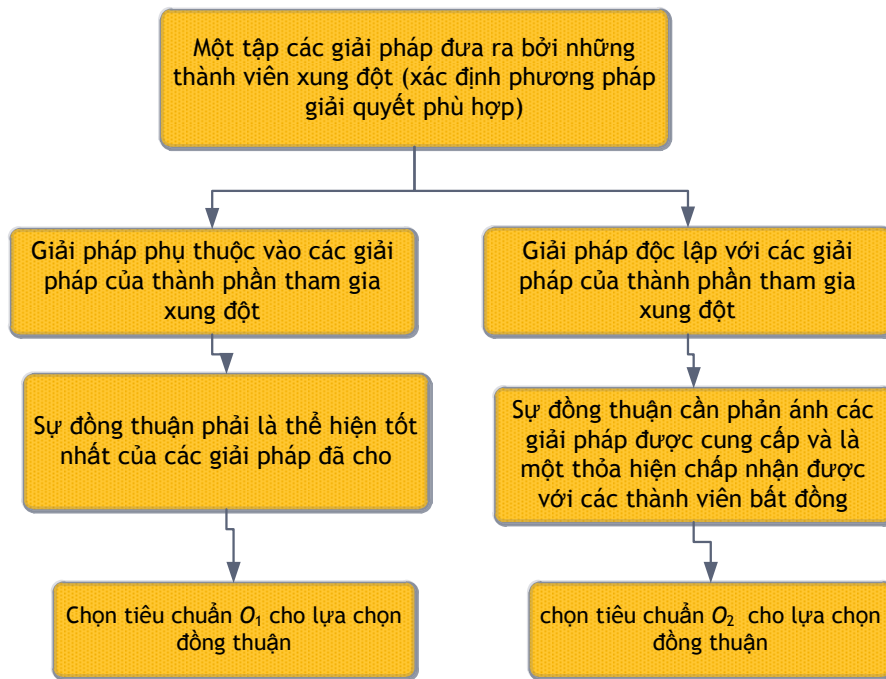 Một tập các giải pháp đưa ra bởi những
thành viên xung đột (xác định phương pháp
giải quyết phù hợp)
Giải pháp phụ thuộc vào các giải
pháp của thành phần tham gia
xung đột
Giải pháp độc lập với các giải
pháp của thành phần tham gia
xung đột
Sự đồng thuận phải là thể hiện tốt
nhất của các giải pháp đã cho
Sự đồng thuận cần phản ánh các
giải pháp được cung cấp và là
một thỏa hiện chấp nhận được
với các thành viên bất đồng
Chọn tiêu chuẩn O₁ cho lựa chọn
đồng thuận
chọn tiêu chuẩn O₂ cho lựa chọn
đồng thuận